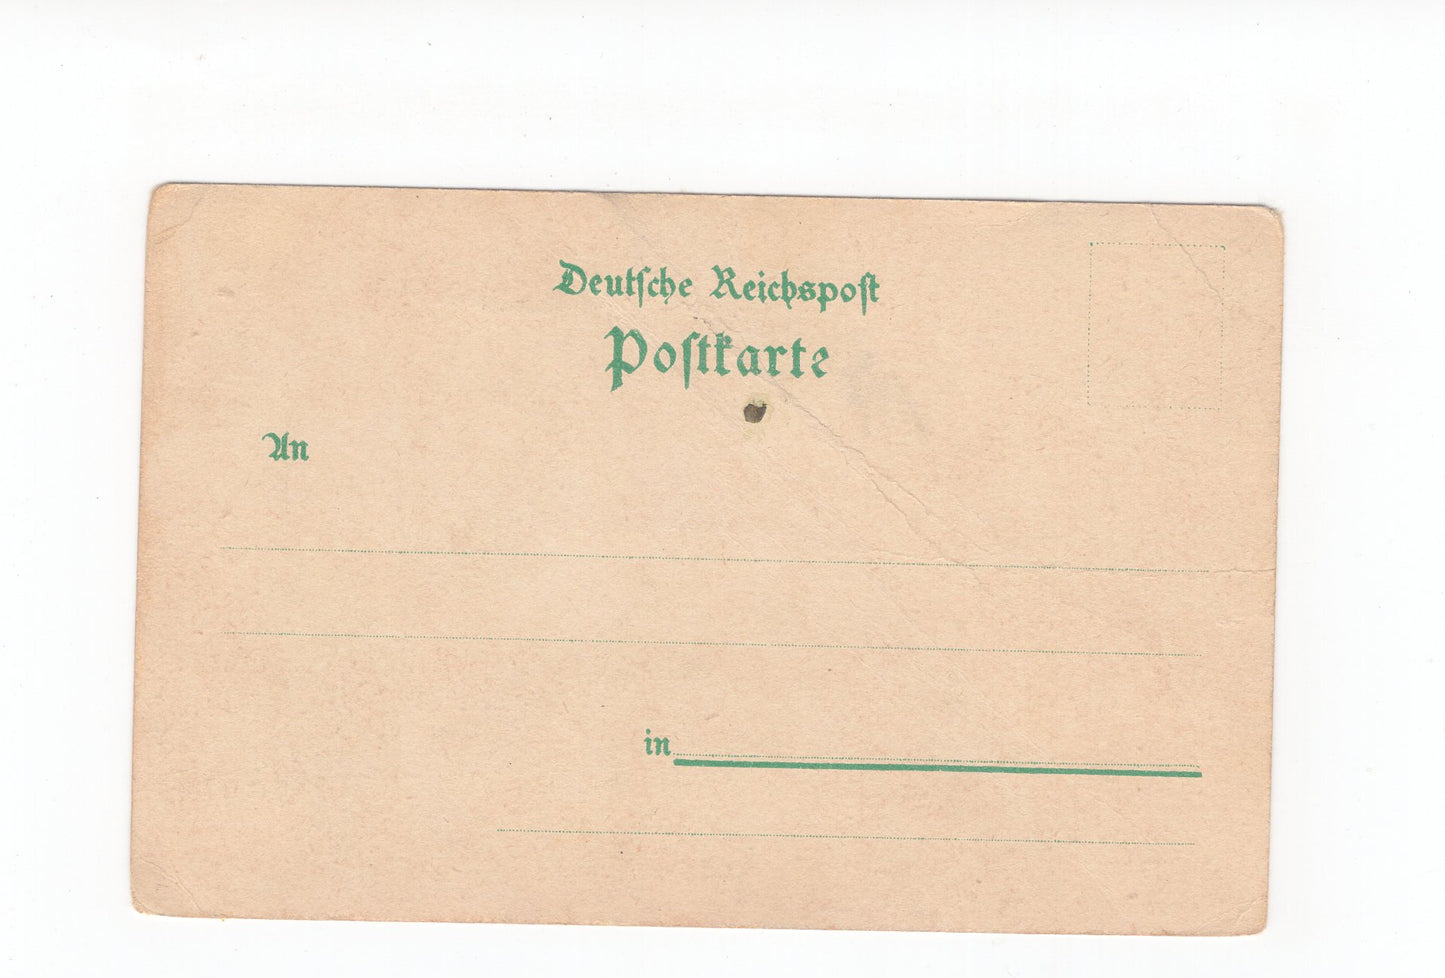 Deutſche Reichspoſt
Poſtkarte
An
in